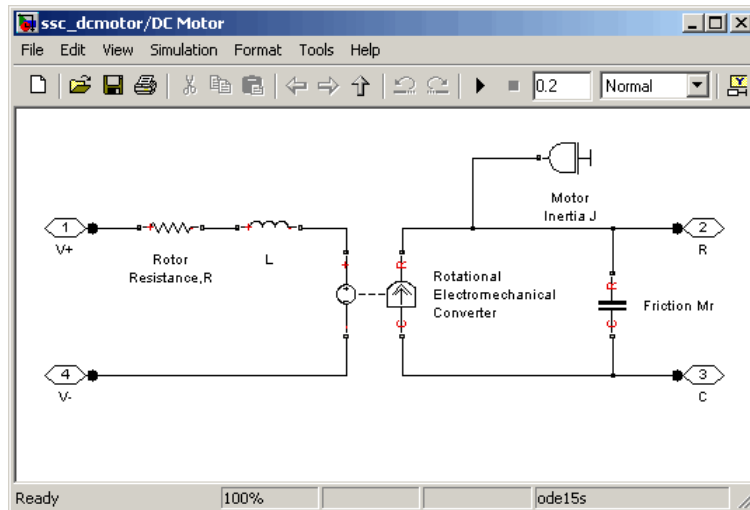 ssc_dcmotor/DC Motor
File Edit View Simulation Format Tools Help
0.2 Normal
Motor
Inertia J
1
V+
Rotor
Resistance,R
L
2
R
+
R
Rotational
Electromechanical
Converter
R
Friction Mr
-
C
C
4
V-
3
C
Ready 100% ode15s